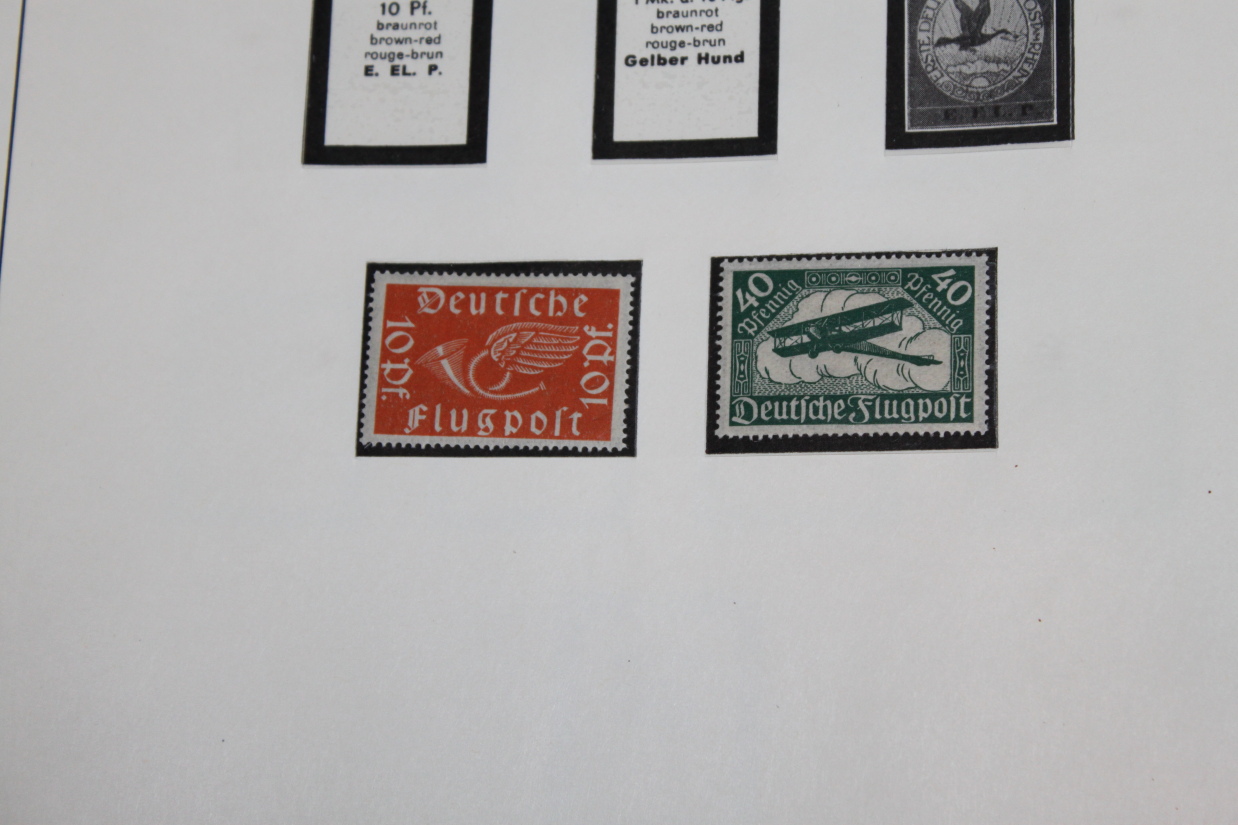 10 Pf.
braunrot
brown-red
rouge-brun
E. EL. P.
braunrot
brown-red
rouge-brun
Gelber Hund
E. EL. P.
Deutſche
10 Pf.
10 Pf.
Flugpoſt
40
Pfennig
40
Pfennig
Deutſche Flugpoſt